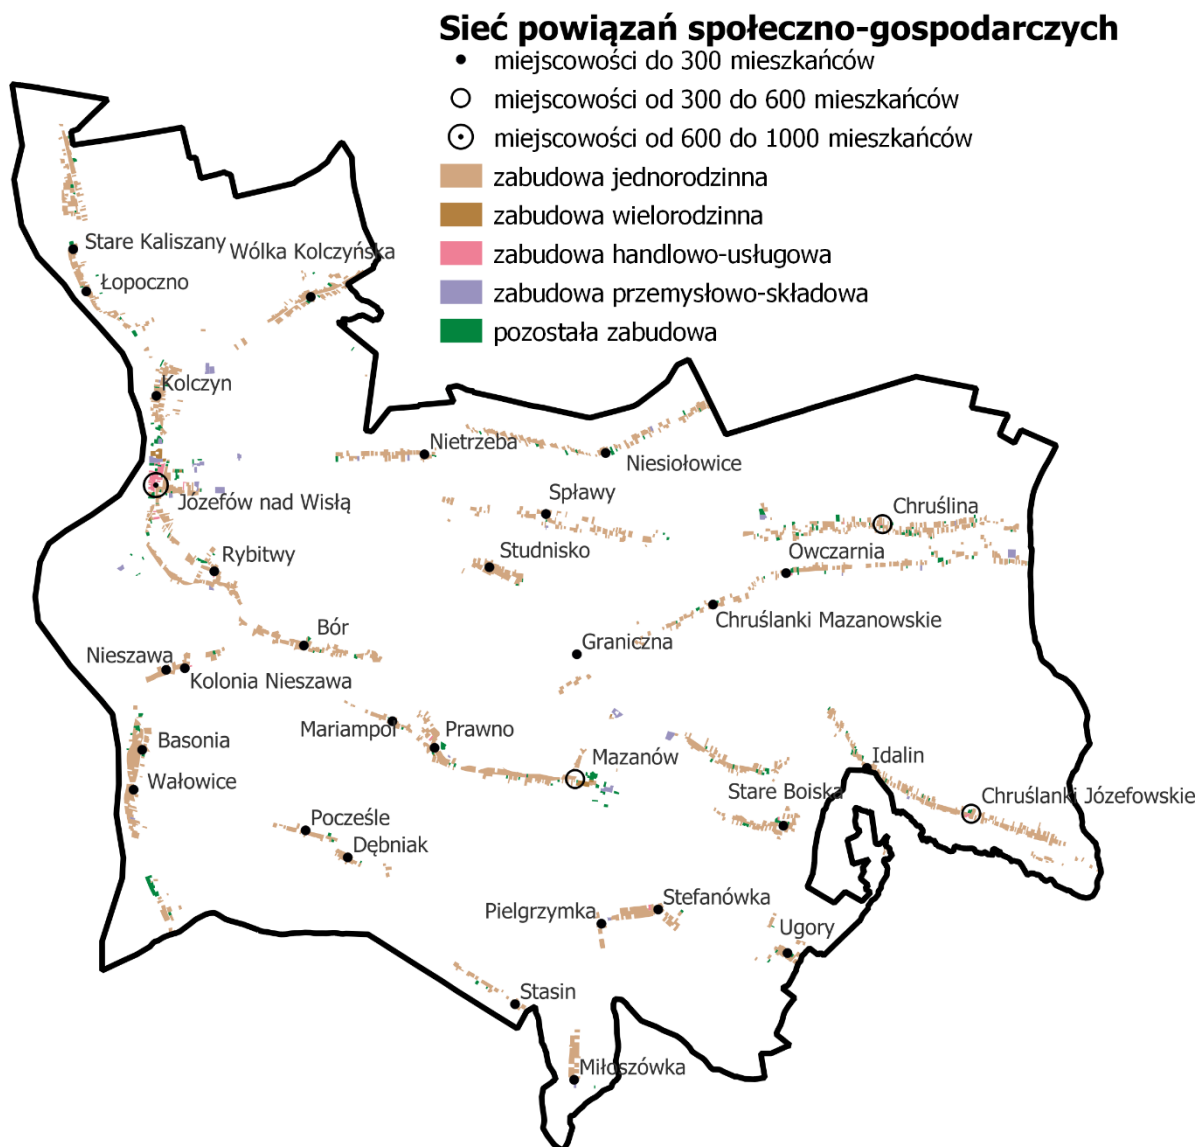 Sieć powiązań społeczno-gospodarczych
miejscowości do 300 mieszkańców
miejscowości od 300 do 600 mieszkańców
miejscowości od 600 do 1000 mieszkańców
zabudowa jednorodzinna
zabudowa wielorodzinna
zabudowa handlowo-usługowa
zabudowa przemysłowo-składowa
pozostała zabudowa
Stare Kaliszany
Wólka Kolczyńska
Łopoczno
Kolczyn
Nietrzeba
Niesiołowice
Józefów nad Wisłą
Spławy
Chruślina
Studnisko
Owczarnia
Rybitwy
Chruślanki Mazanowskie
Bór
Graniczna
Nieszawa
Kolonia Nieszawa
Mariampol
Prawno
Basonia
Mazanów
Idalin
Wałowice
Stare Boiska
Chruślanki Józefowskie
Pocześle
Dębniak
Stefanówka
Pielgrzymka
Ugory
Stasin
Miłoszówka